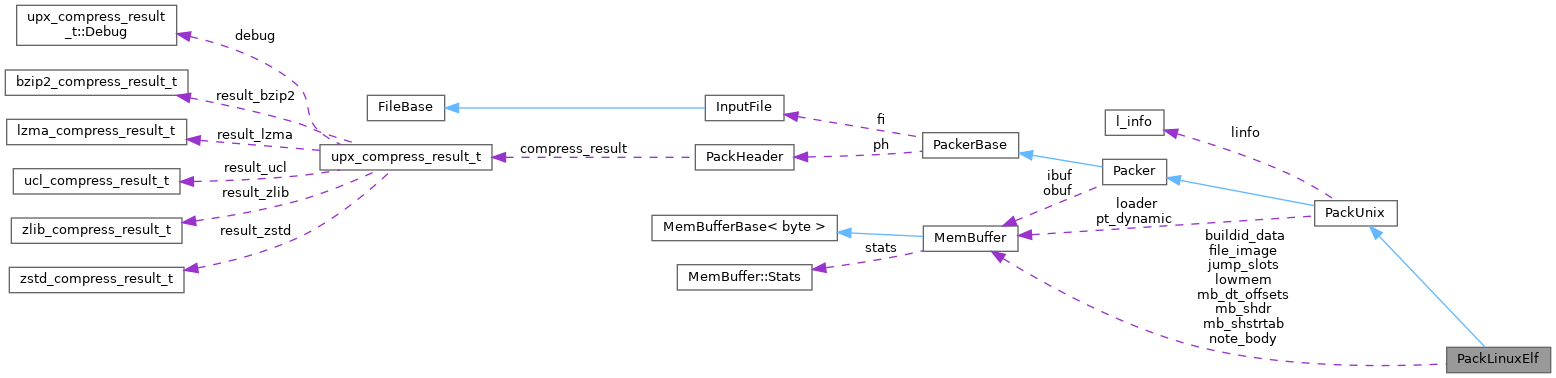 upx_compress_result
_t::Debug
debug
bzip2_compress_result_t
result_bzip2
lzma_compress_result_t
result_lzma
ucl_compress_result_t
result_ucl
zlib_compress_result_t
result_zlib
zstd_compress_result_t
result_zstd
upx_compress_result_t
compress_result
FileBase
InputFile
PackHeader
fi
ph
PackerBase
MemBufferBase< byte >
MemBuffer::Stats
stats
MemBuffer
ibuf
obuf
l_info
linfo
Packer
loader
pt_dynamic
PackUnix
buildid_data
file_image
jump_slots
lowmem
mb_dt_offsets
mb_shdr
mb_shstrtab
note_body
PackLinuxElf